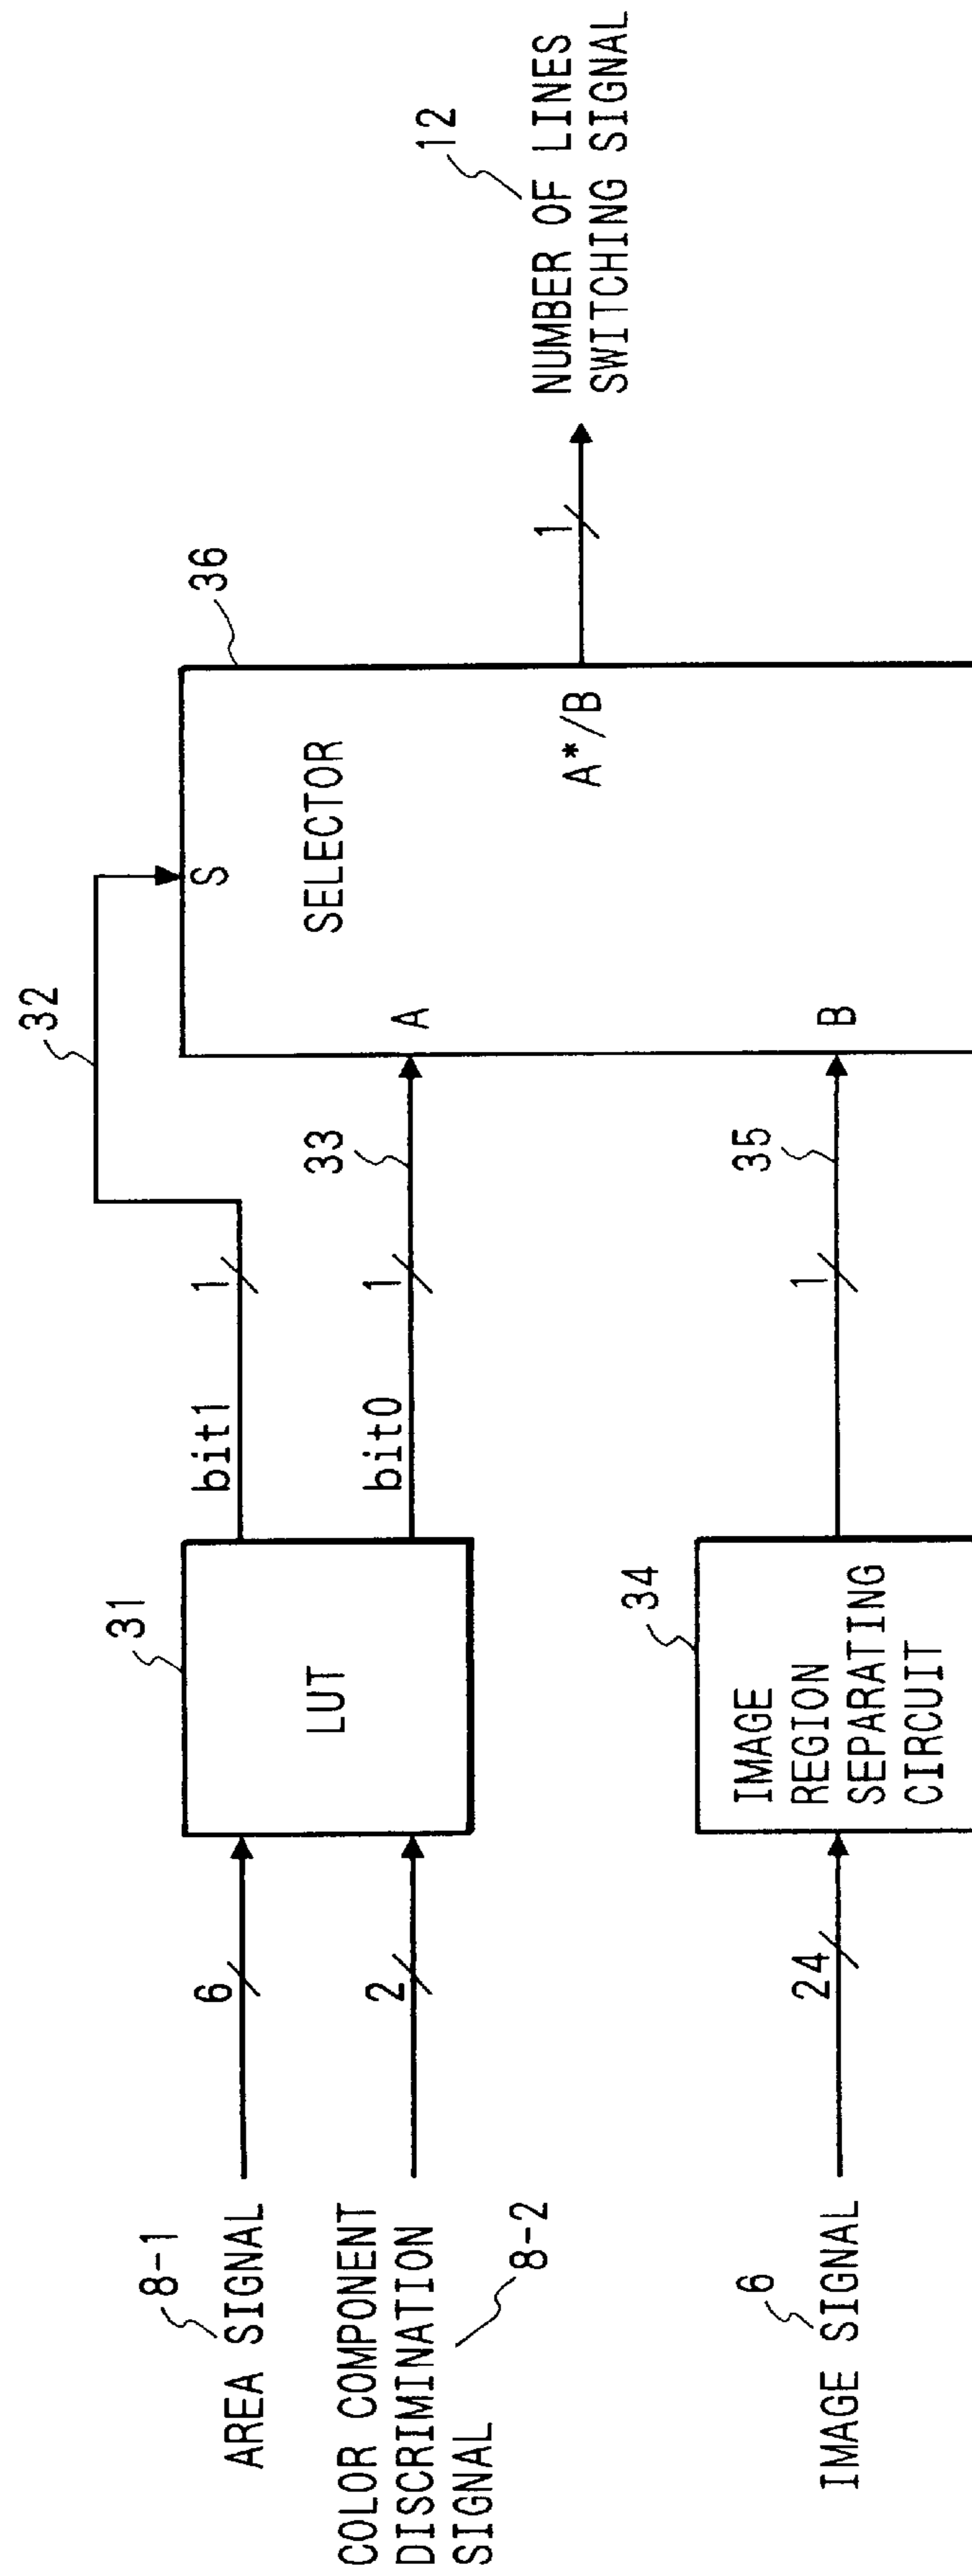 8-1
AREA SIGNAL
6
COLOR COMPONENT
DISCRIMINATION
SIGNAL
8-2
2
31
LUT
bit1
1
32
bit0
1
33
6
IMAGE SIGNAL
24
34
IMAGE
REGION
SEPARATING
CIRCUIT
1
35
36
S
SELECTOR
A
B
A*/B
1
12
NUMBER OF LINES
SWITCHING SIGNAL